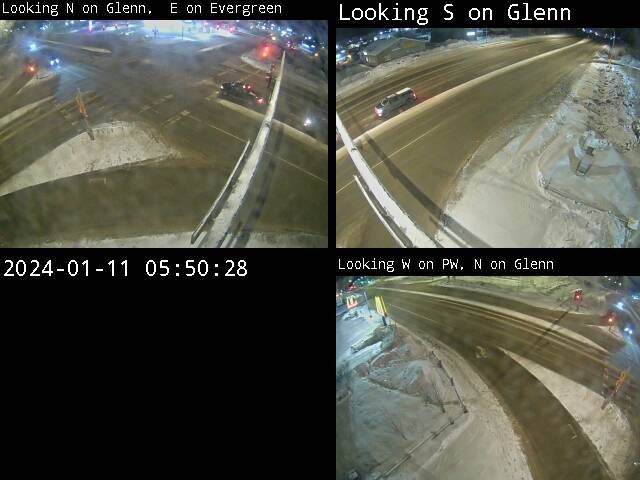 Looking N on Glenn,  E on Evergreen
Looking S on Glenn
2024-01-11 05:50:28
Looking W on PW, N on Glenn